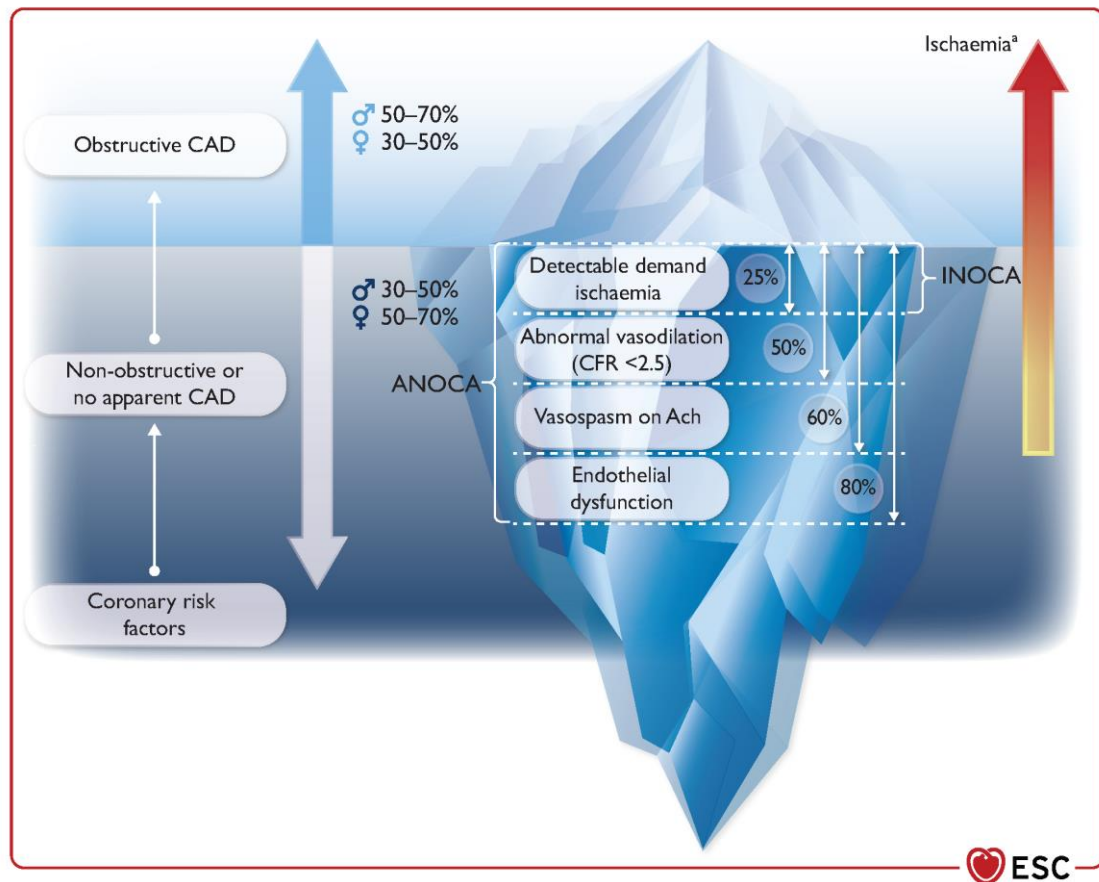 Ischaemiaᵃ
♂ 50–70%
♀ 30–50%
Obstructive CAD
♂ 30–50%
♀ 50–70%
Detectable demand
ischaemia
25%
INOCA
Abnormal vasodilation
(CFR <2.5)
50%
ANOCA
Non-obstructive or
no apparent CAD
Vasospasm on Ach
60%
Endothelial
dysfunction
80%
Coronary risk
factors
ESC